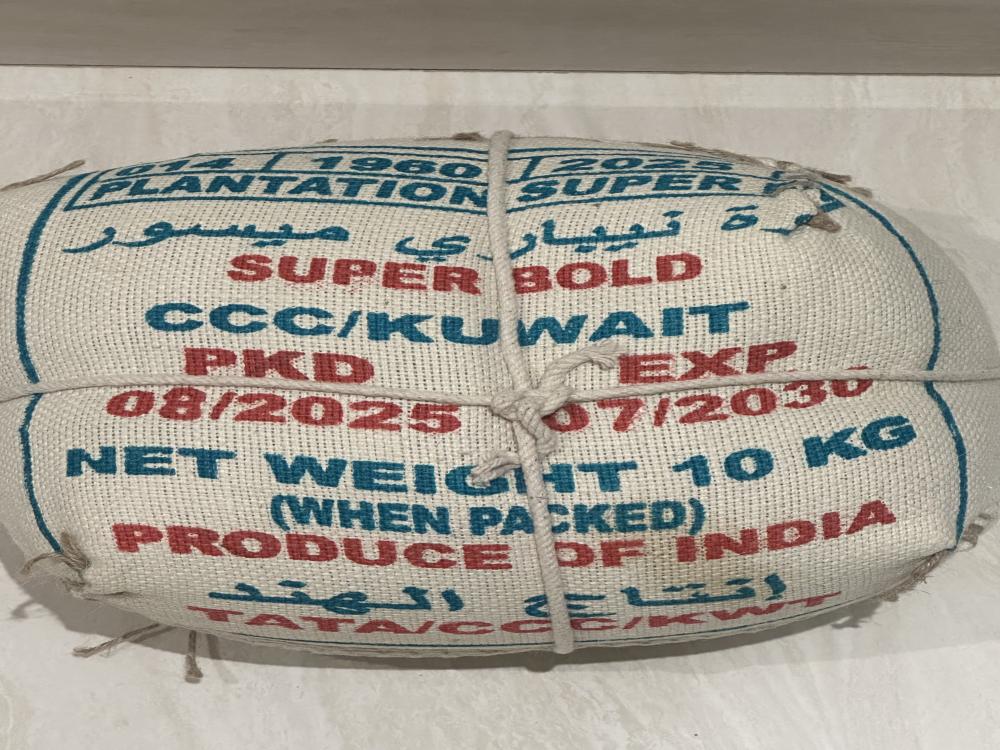 014 1960 2025
PLANTATION SUPER
نيباري ميسور
SUPER BOLD
CCC/KUWAIT
PKD EXP
08/2025 07/2030
NET WEIGHT 10 KG
(WHEN PACKED)
PRODUCE OF INDIA
انتاج الهند
TATA/CCC/KWT